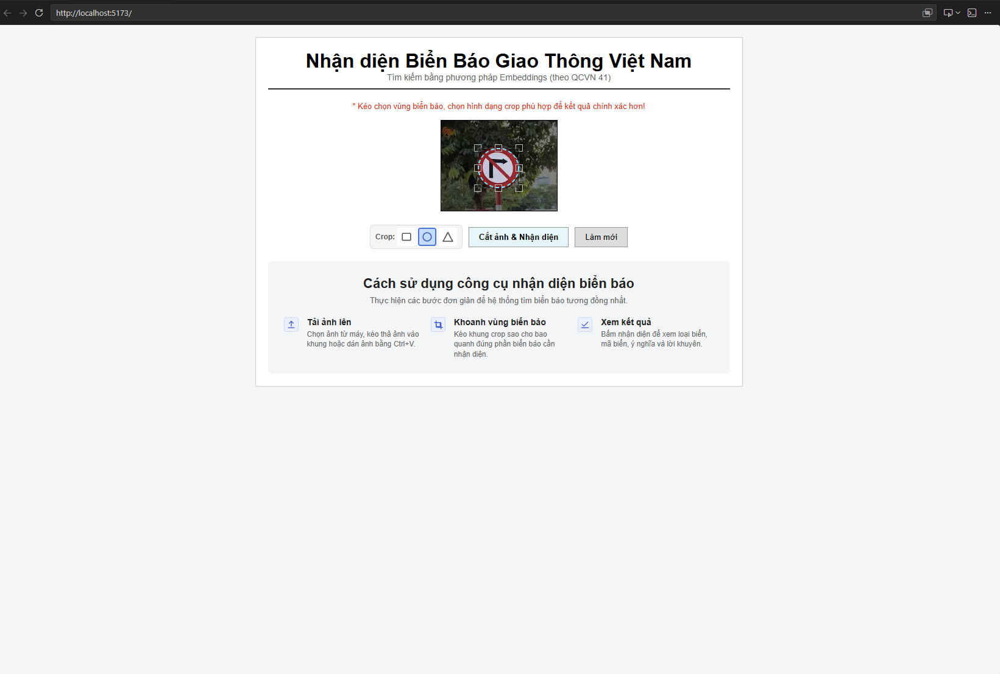 http://localhost:5173/
Nhận diện Biển Báo Giao Thông Việt Nam
Tìm kiếm bằng phương pháp Embeddings (theo QCVN 41)
* Kéo chọn vùng biển báo, chọn hình dạng crop phù hợp để kết quả chính xác hơn!
Crop:
Cắt ảnh & Nhận diện
Làm mới
Cách sử dụng công cụ nhận diện biển báo
Thực hiện các bước đơn giản để hệ thống tìm biển báo tương đồng nhất.
Tải ảnh lên
Chọn ảnh từ máy, kéo thả ảnh vào
khung hoặc dán ảnh bằng Ctrl+V.
Khoanh vùng biển báo
Kéo khung crop sao cho bao
quanh đúng phần biển báo cần
nhận diện.
Xem kết quả
Bấm nhận diện để xem loại biển,
mã biển, ý nghĩa và lời khuyên.